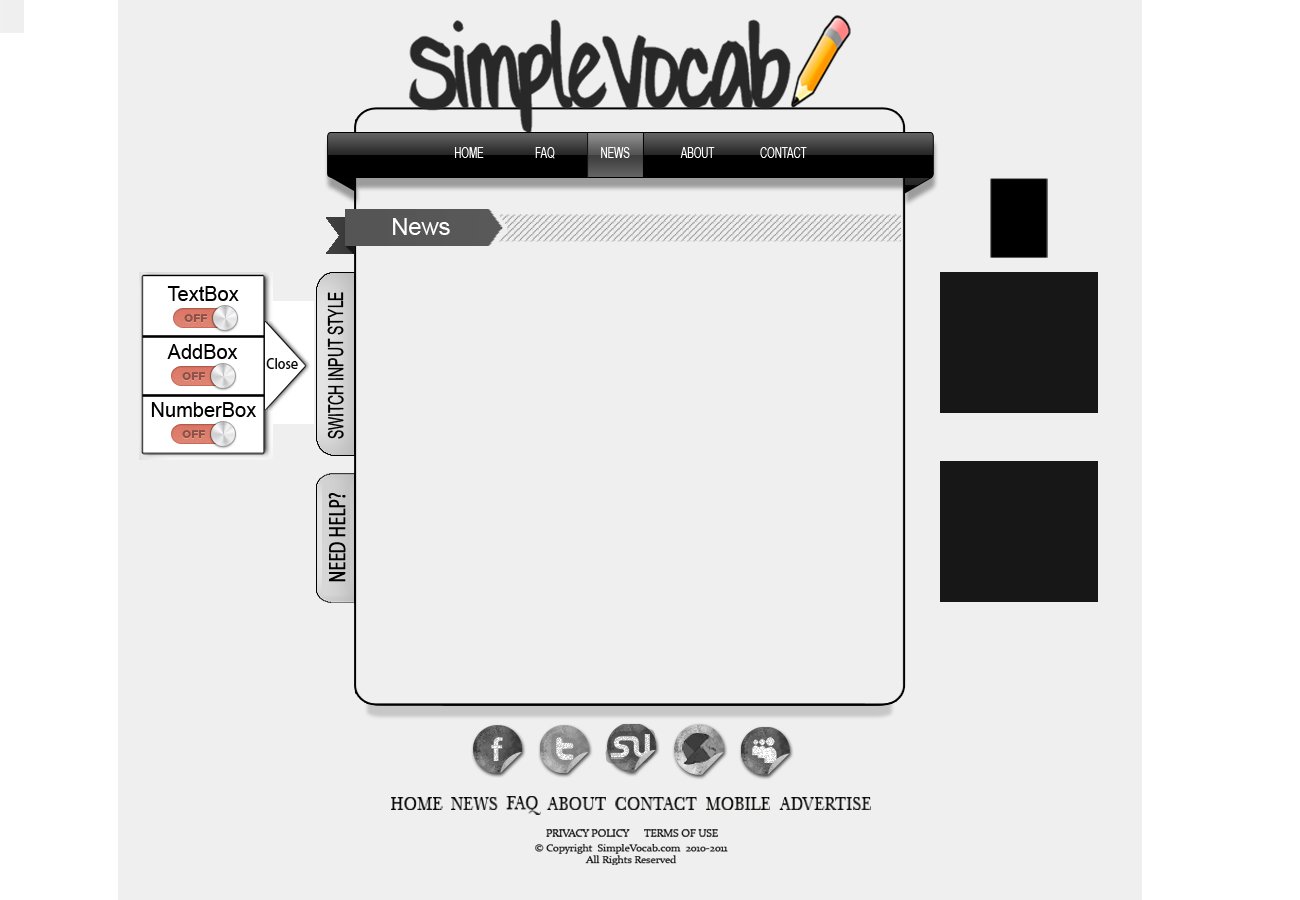 simplevocab
HOME FAQ NEWS ABOUT CONTACT
News
TextBox
OFF
AddBox
OFF
NumberBox
OFF
Close
SWITCH INPUT STYLE
NEED HELP?
f t SU
HOME NEWS FAQ ABOUT CONTACT MOBILE ADVERTISE
PRIVACY POLICY TERMS OF USE
© Copyright SimpleVocab.com 2010-2011
All Rights Reserved